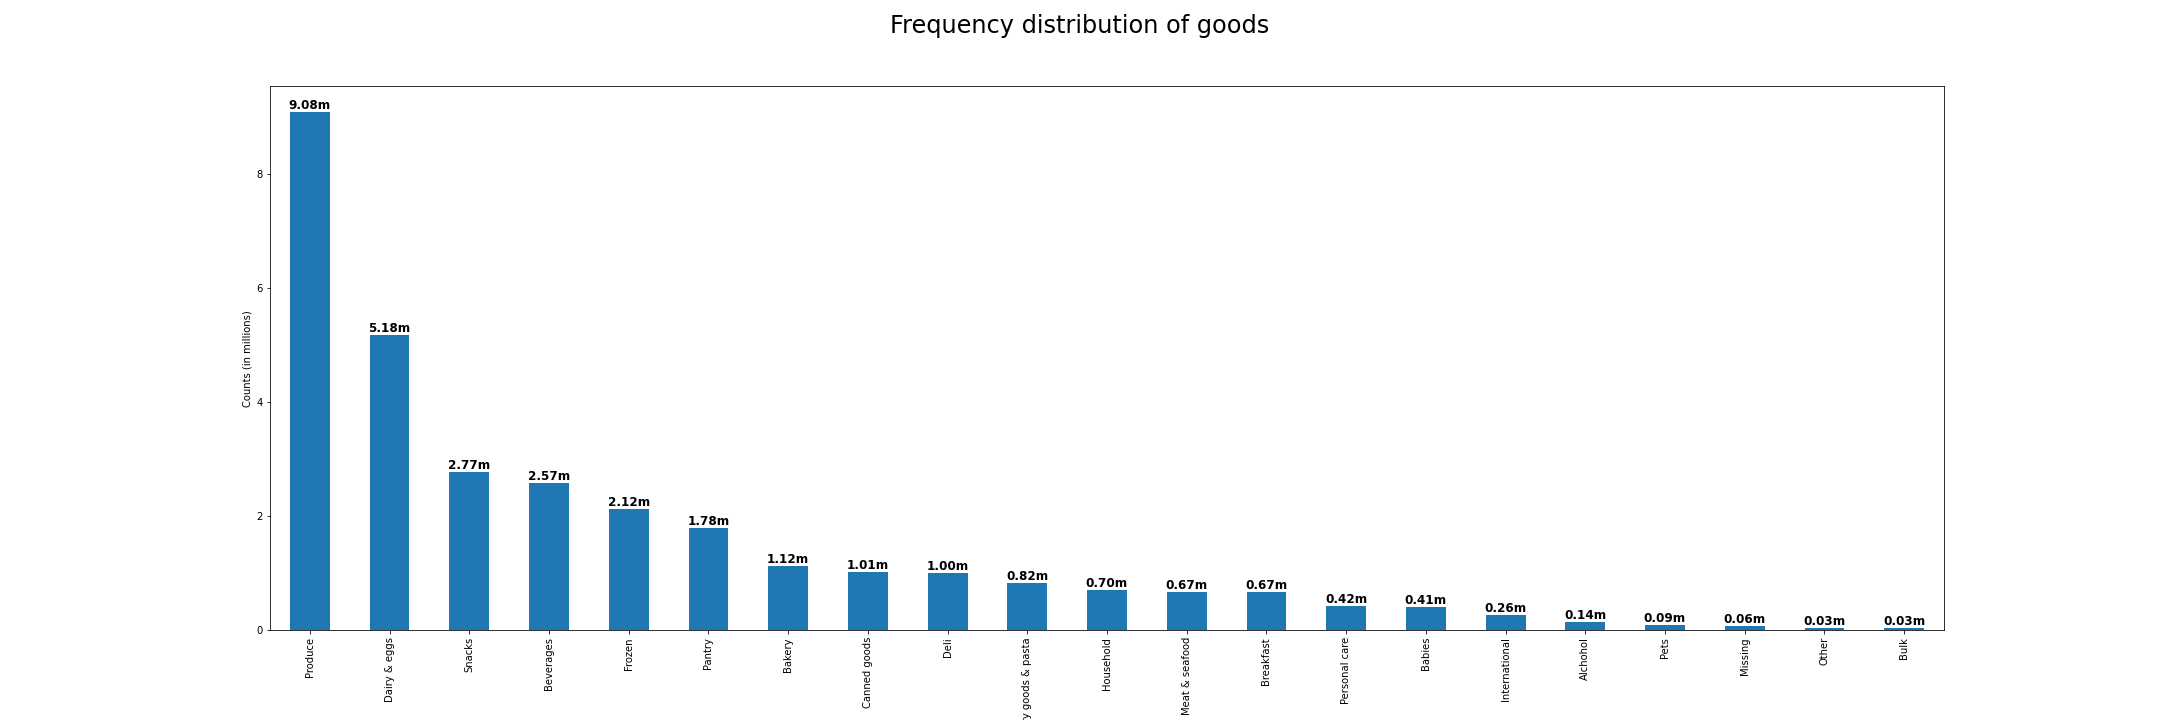 Frequency distribution of goods
9.08m
5.18m
2.77m
2.57m
2.12m
1.78m
1.12m
1.01m
1.00m
0.82m
0.70m
0.67m
0.67m
0.42m
0.41m
0.26m
0.14m
0.09m
0.06m
0.03m
0.03m
8
6
4
2
0
Counts (in millions)
Produce
Dairy & eggs
Snacks
Beverages
Frozen
Pantry
Bakery
Canned goods
Deli
y goods & pasta
Household
Meat & seafood
Breakfast
Personal care
Babies
International
Alchohol
Pets
Missing
Other
Bulk